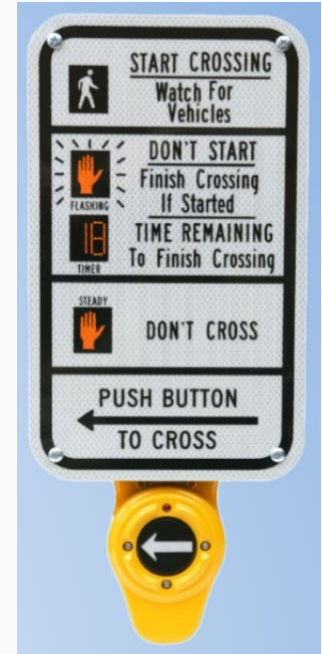 START CROSSING
Watch For
Vehicles
DON'T START
Finish Crossing
If Started
FLASHING
18
TIME REMAINING
To Finish Crossing
TIMER
STEADY
DON'T CROSS
PUSH BUTTON
TO CROSS